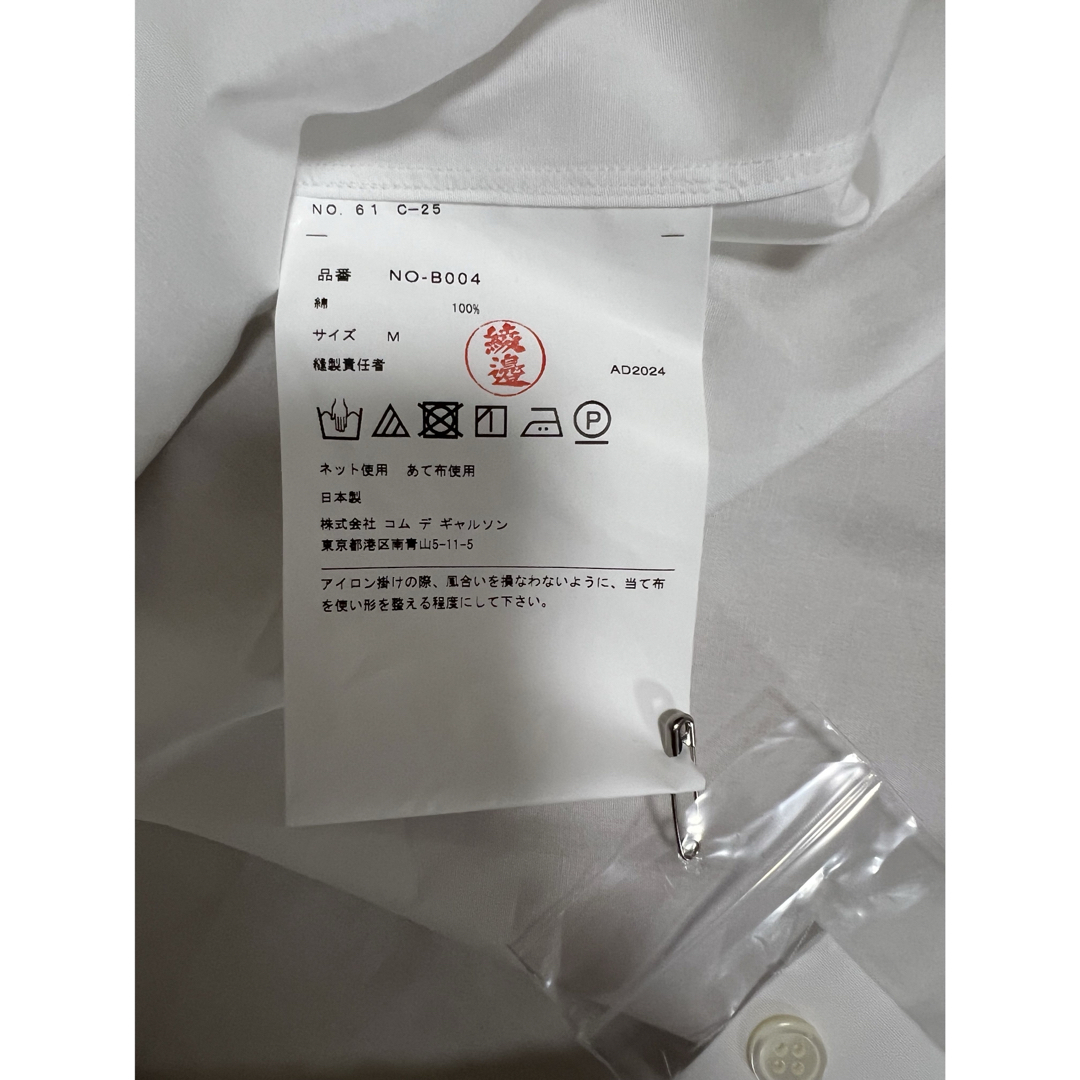 NO. 61 C-25
品番 NO-B004
綿 100%
サイズ M
縫製責任者 綾邊 AD2024
P
ネット使用 あて布使用
日本製
株式会社 コム デ ギャルソン
東京都港区南青山5-11-5
アイロン掛けの際、風合いを損なわないように、当て布
を使い形を整える程度にして下さい。